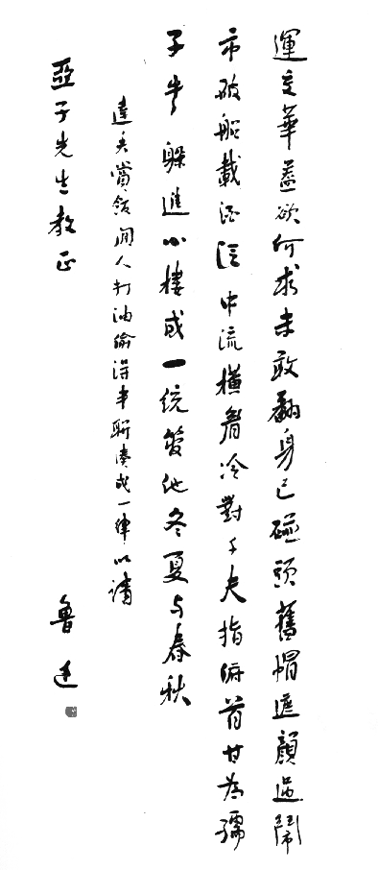 運交華蓋欲何求未敢翻身已碰頭舊帽遮顏過鬧
市破船載酒泛中流橫眉冷對千夫指俯首甘為孺
子牛躲進小樓成一統管他冬夏与春秋
達夫賞飯閒人打油偷得半聯湊成一律以請
亞子先生教正
魯迅